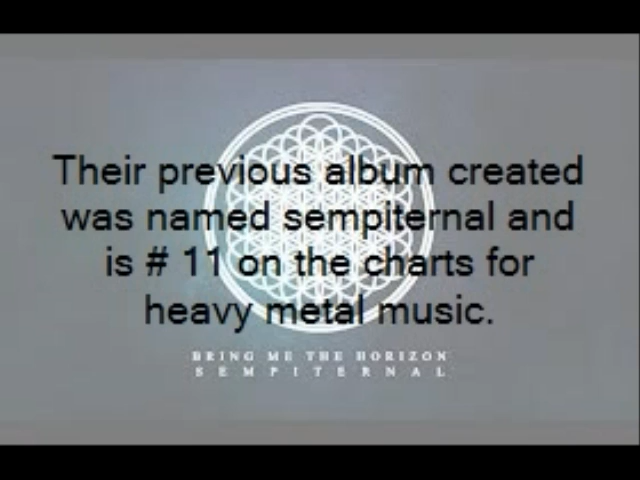 Their previous album created
was named sempiternal and
is # 11 on the charts for
heavy metal music.
BRING ME THE HORIZON
SEMPITERNAL